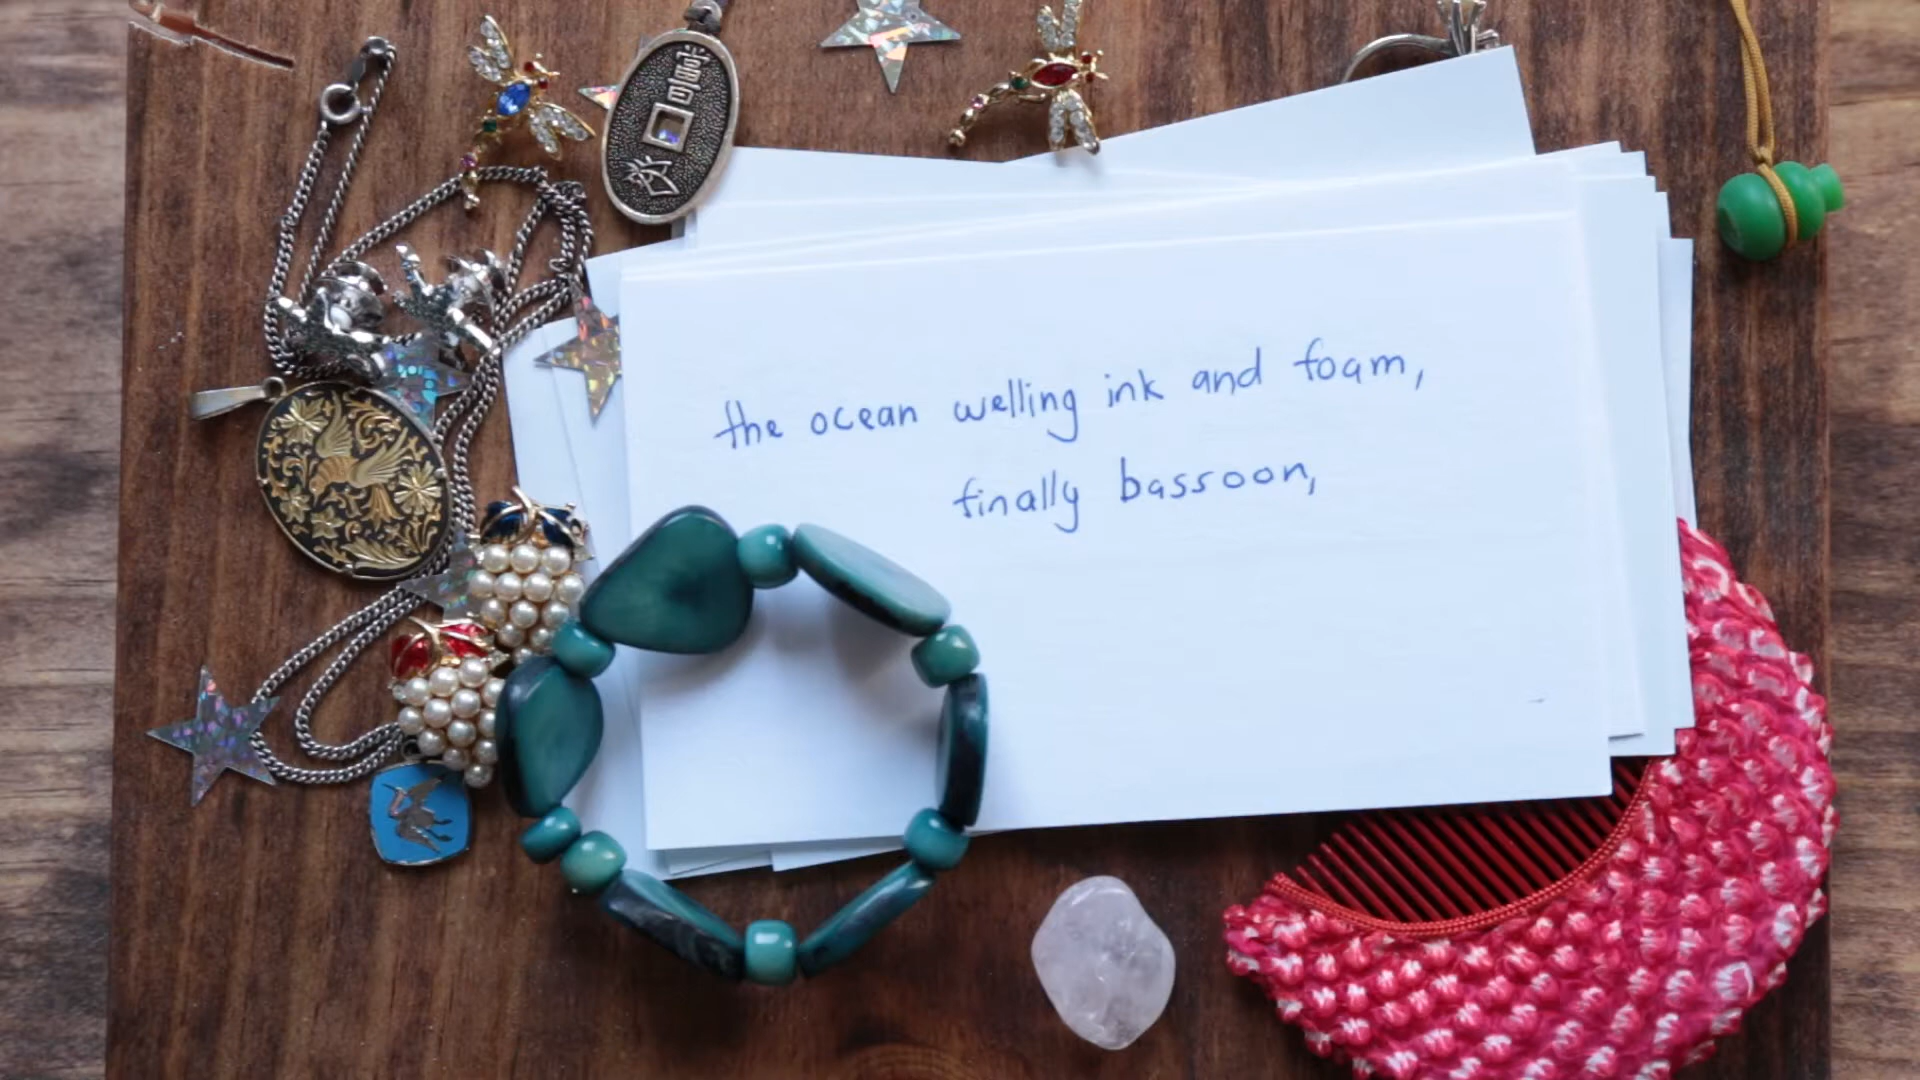 the ocean welling ink and foam,
finally bassoon,